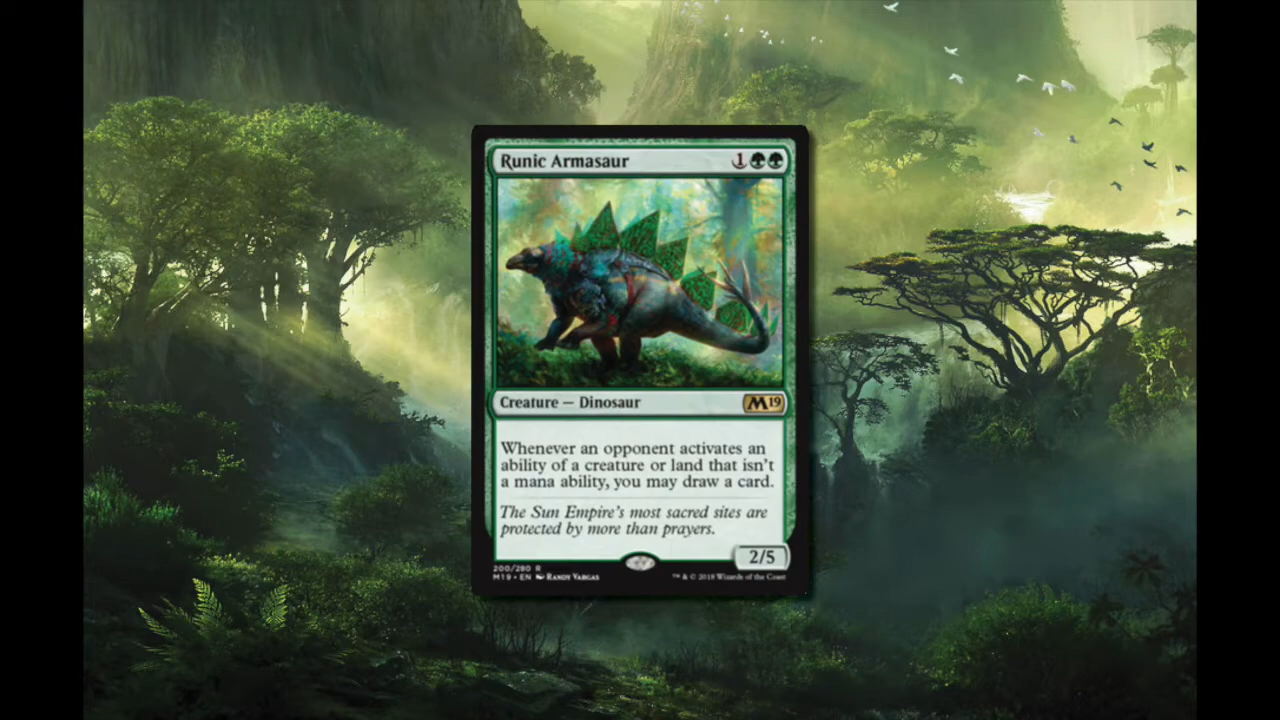 Runic Armasaur 1
Creature — Dinosaur M19
Whenever an opponent activates an
ability of a creature or land that isn't
a mana ability, you may draw a card.
The Sun Empire's most sacred sites are
protected by more than prayers.
2/5
200/280 R
M19 • EN RANDY VARGAS
™ & © 2018 Wizards of the Coast